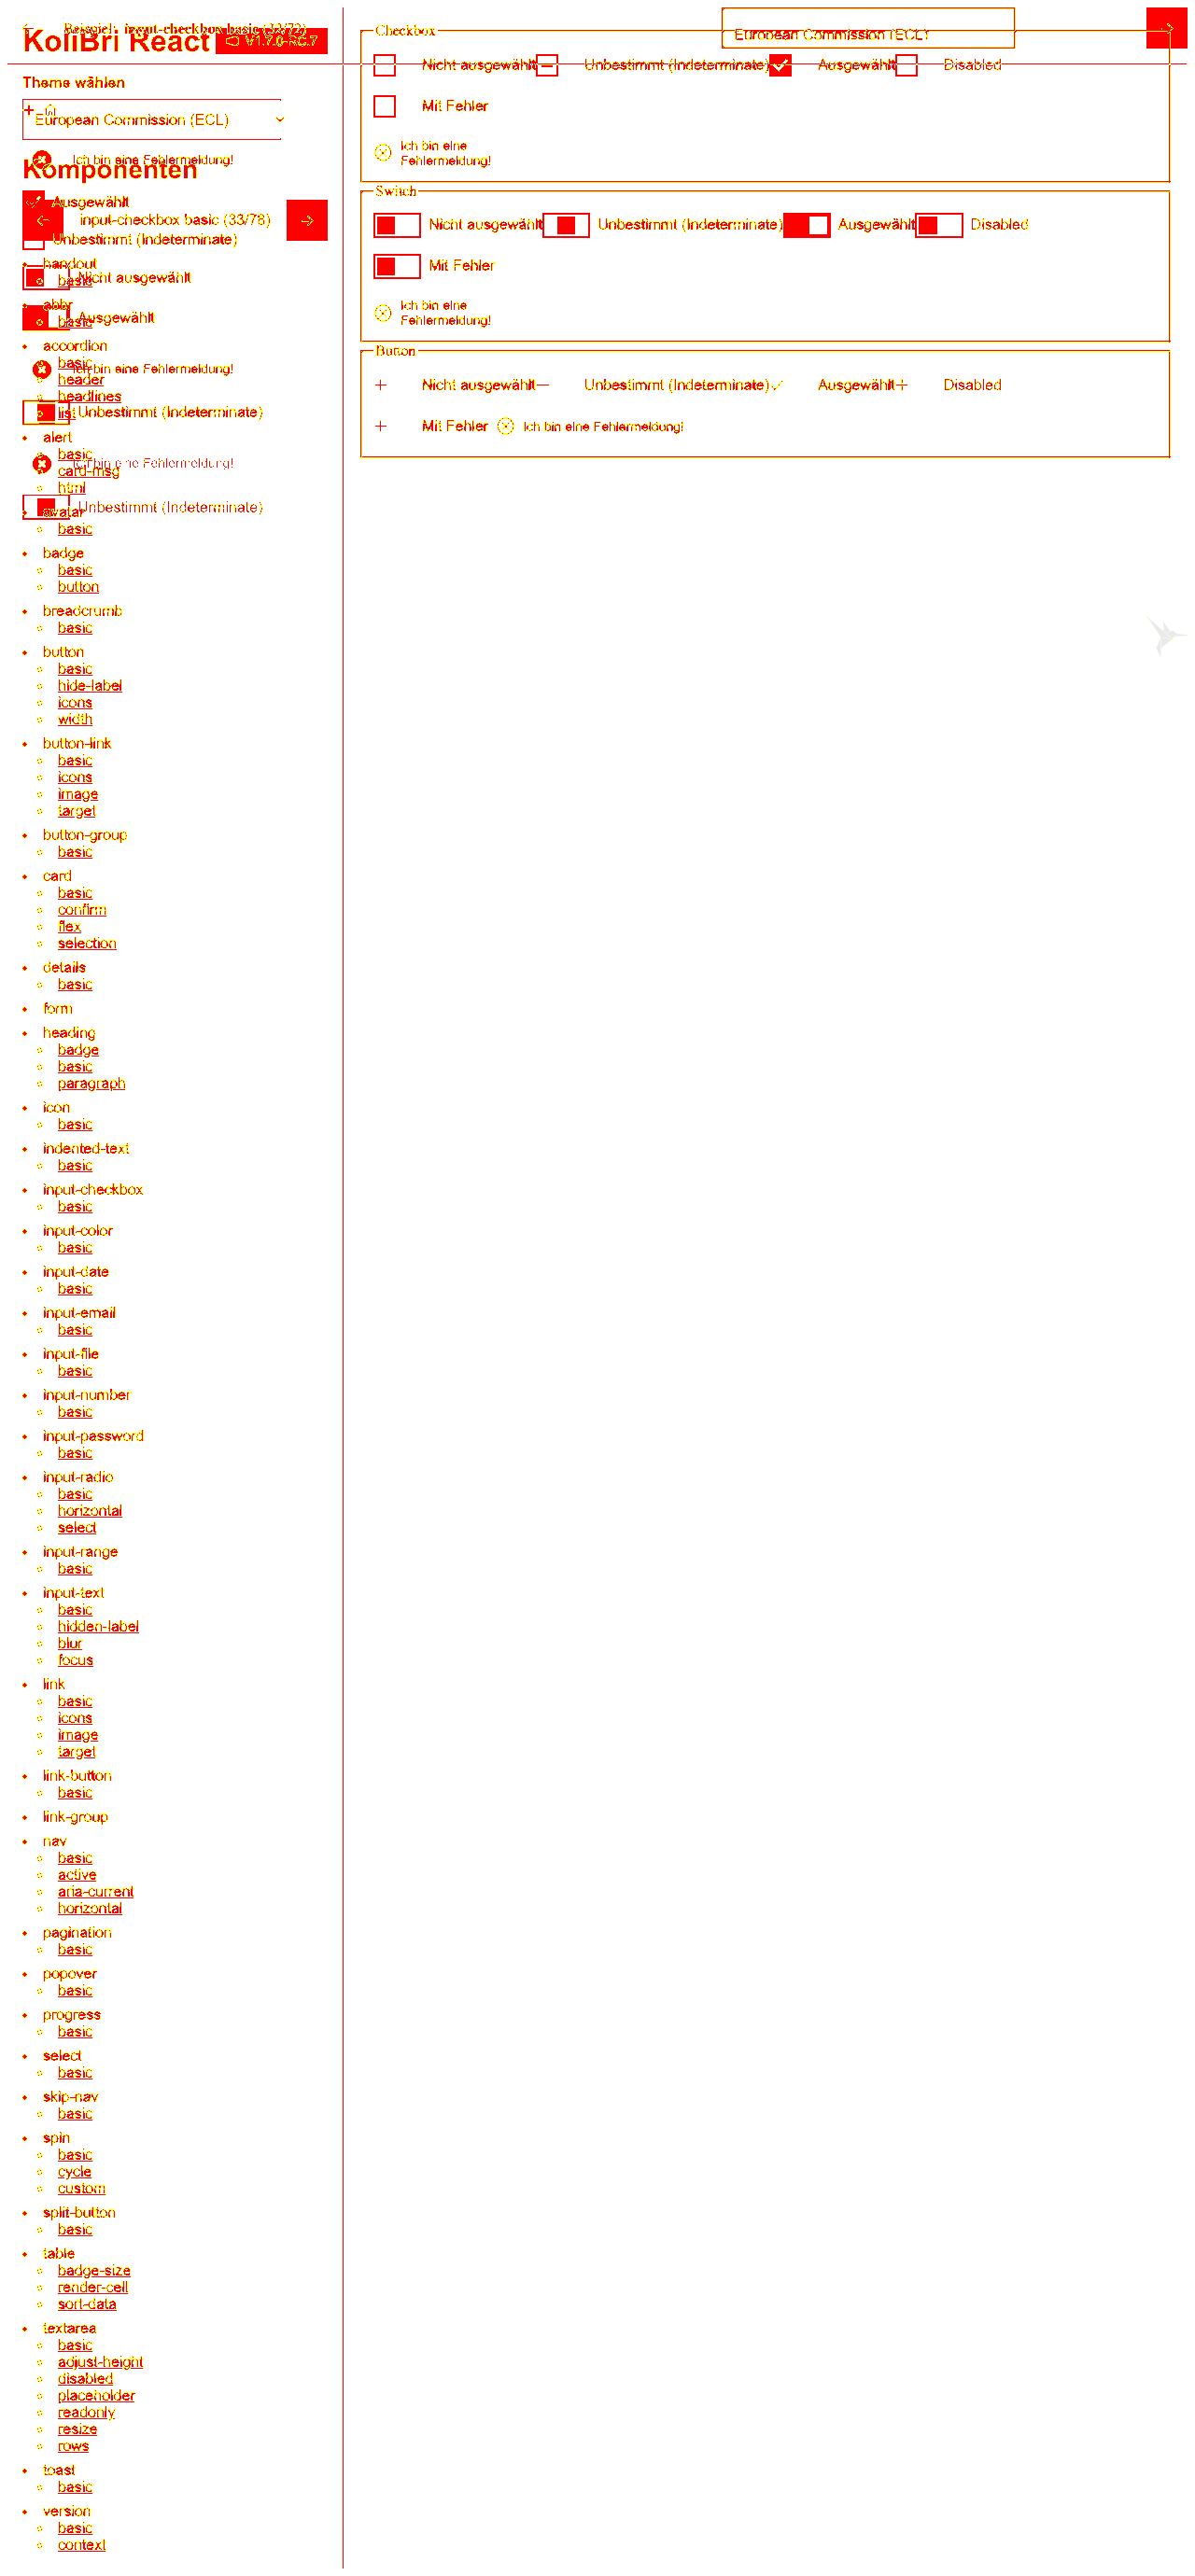 Beispiel: input-checkbox basic (32/72)
KoliBri React V1.7.0-RC.7
Theme wählen
European Commission (ECL)
Ich bin eine Fehlermeldung!
Komponenten
Ausgewählt
input-checkbox basic (33/78)
Unbestimmt (Indeterminate)
handout
Nicht ausgewählt
basic
abbr
Ausgewählt
basic
accordion
basic
Ich bin eine Fehlermeldung!
header
headlines
list
Unbestimmt (Indeterminate)
alert
basic
Ich bin eine Fehlermeldung!
card-msg
html
Unbestimmt (Indeterminate)
avatar
basic
badge
basic
button
breadcrumb
basic
button
basic
hide-label
icons
width
button-link
basic
icons
image
target
button-group
basic
card
basic
confirm
flex
selection
details
basic
form
heading
badge
basic
paragraph
icon
basic
indented-text
basic
input-checkbox
basic
input-color
basic
input-date
basic
input-email
basic
input-file
basic
input-number
basic
input-password
basic
input-radio
basic
horizontal
select
input-range
basic
input-text
basic
hidden-label
blur
focus
link
basic
icons
image
target
link-button
basic
link-group
nav
basic
active
aria-current
horizontal
pagination
basic
popover
basic
progress
basic
select
basic
skip-nav
basic
spin
basic
cycle
custom
split-button
basic
table
badge-size
render-cell
sort-data
textarea
basic
adjust-height
disabled
placeholder
readonly
resize
rows
toast
basic
version
basic
context
European Commission (ECL)
Checkbox
Nicht ausgewählt Unbestimmt (Indeterminate) Ausgewählt Disabled
Mit Fehler
Ich bin eine
Fehlermeldung!
Switch
Nicht ausgewählt Unbestimmt (Indeterminate) Ausgewählt Disabled
Mit Fehler
Ich bin eine
Fehlermeldung!
Button
Nicht ausgewählt Unbestimmt (Indeterminate) Ausgewählt Disabled
Mit Fehler Ich bin eine Fehlermeldung!